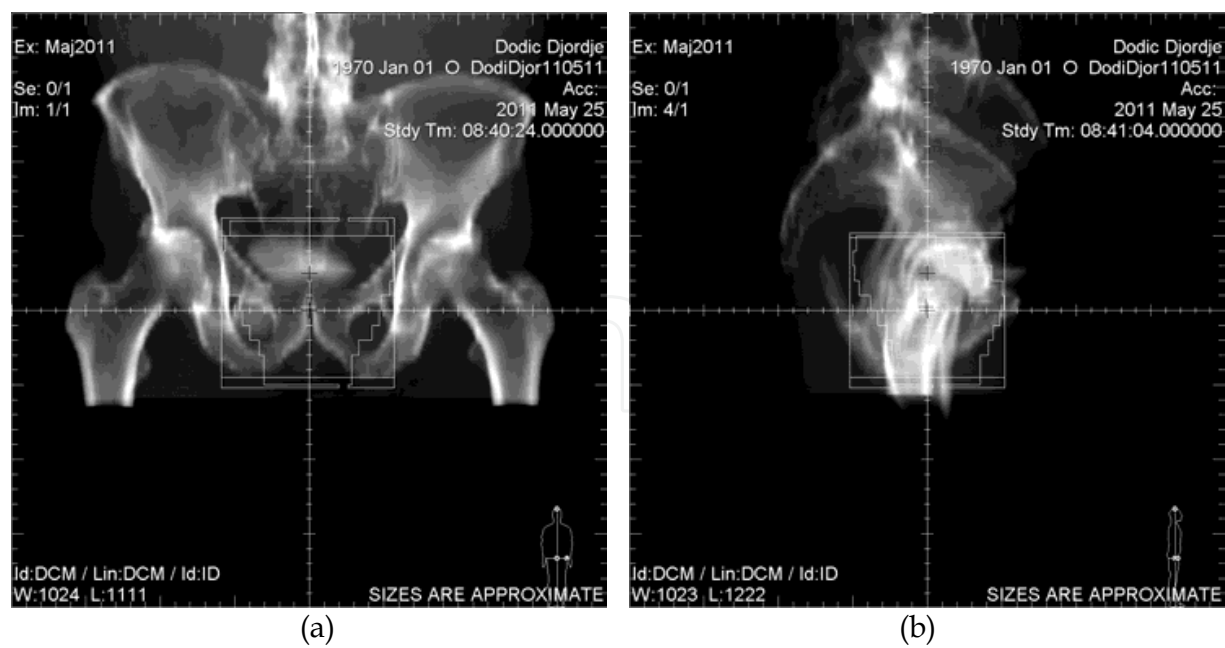 Ex: Maj2011
Dodic Djordje
1970 Jan 01 O DodiDjor110511
Se: 0/1
Acc:
Im: 1/1
2011 May 25
Stdy Tm: 08:40:24.000000
Id:DCM / Lin:DCM / Id:ID
W:1024 L:1111
SIZES ARE APPROXIMATE
(a)
Ex: Maj2011
Dodic Djordje
1970 Jan 01 O DodiDjor110511
Se: 0/1
Acc:
Im: 4/1
2011 May 25
Stdy Tm: 08:41:04.000000
Id:DCM / Lin:DCM / Id:ID
W:1023 L:1222
SIZES ARE APPROXIMATE
(b)